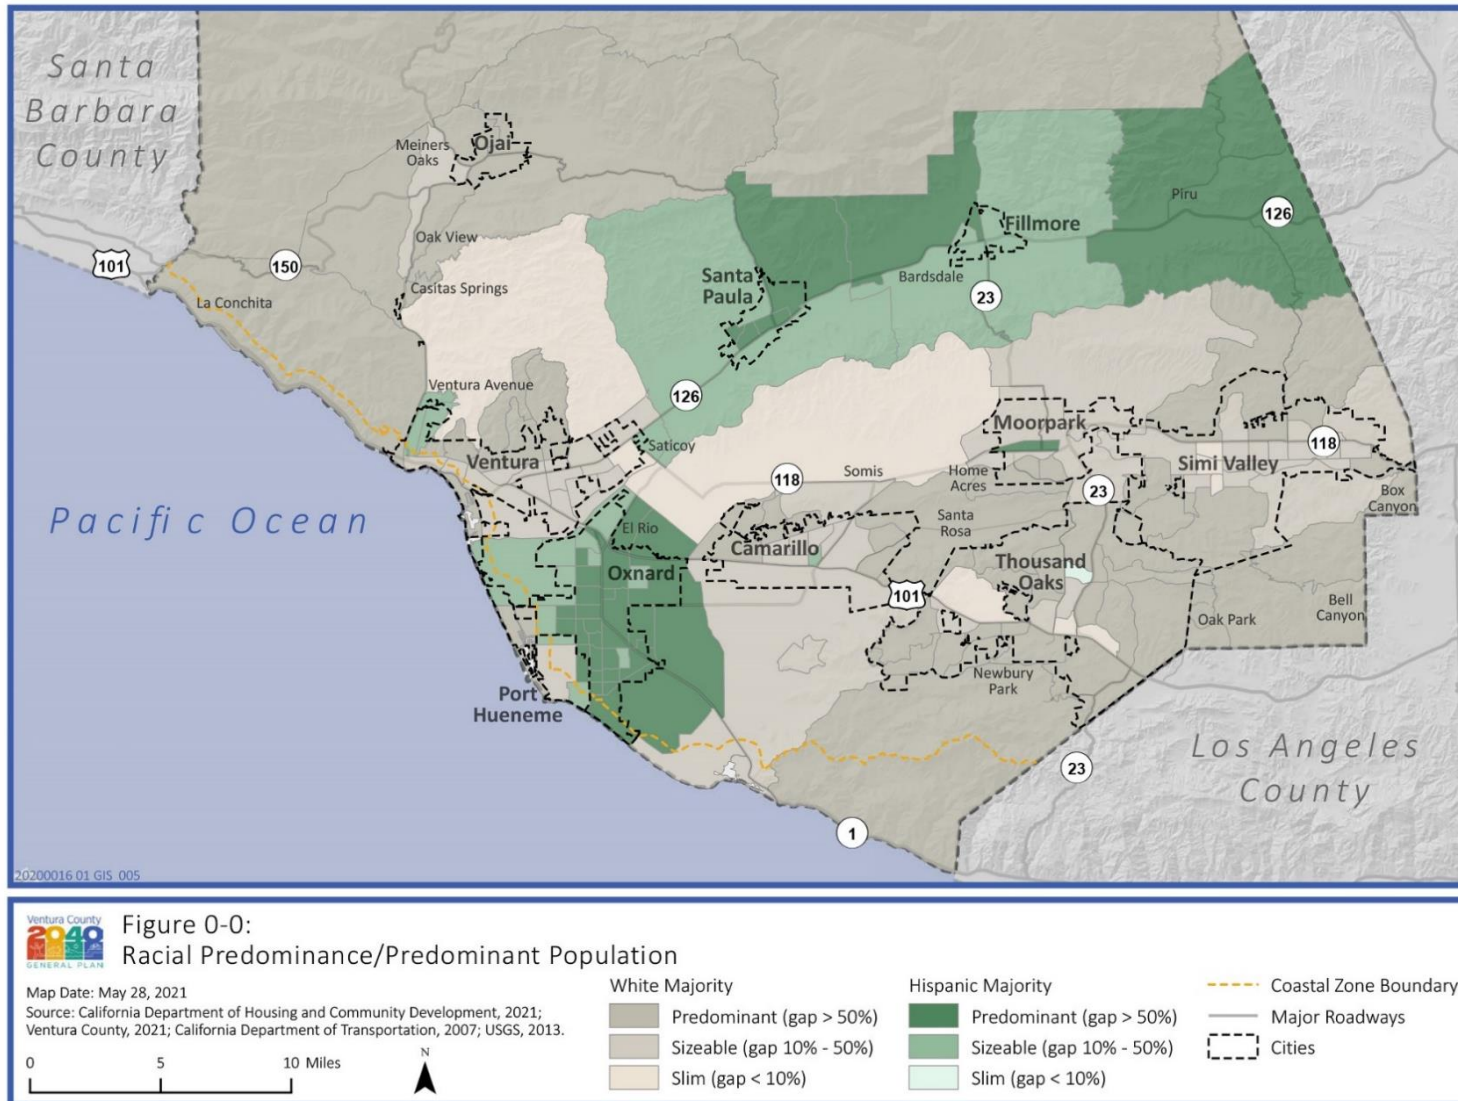 Santa
Barbara
County
Meiners
Oaks
Ojai
Piru
126
Fillmore
Oak View
101
150
Santa
Paula
Bardsdale
Casitas Springs
23
La Conchita
Ventura Avenue
126
Moorpark
Saticoy
118
Ventura
Simi Valley
118
Somis
Home
Acres
23
Box
Canyon
Pacific Ocean
El Rio
Santa
Rosa
Camarillo
Oxnard
Thousand
Oaks
101
Bell
Canyon
Oak Park
Newbury
Park
Port
Hueneme
Los Angeles
County
23
1
20200016 01 GIS 005
Ventura County
2040
GENERAL PLAN
Figure 0-0:
Racial Predominance/Predominant Population
Map Date: May 28, 2021
Source: California Department of Housing and Community Development, 2021;
Ventura County, 2021; California Department of Transportation, 2007; USGS, 2013.
0 5 10 Miles
N
White Majority
Predominant (gap > 50%)
Sizeable (gap 10% - 50%)
Slim (gap < 10%)
Hispanic Majority
Predominant (gap > 50%)
Sizeable (gap 10% - 50%)
Slim (gap < 10%)
Coastal Zone Boundary
Major Roadways
Cities